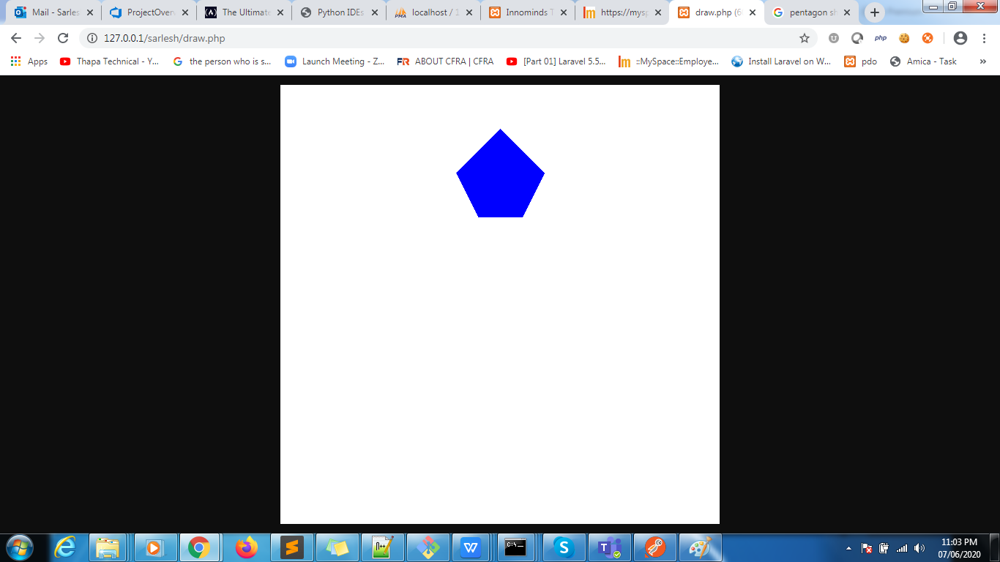 Mail - Sarles
ProjectOver
The Ultimate
Python IDEs
localhost / 1
Innominds T
https://mysp
draw.php (6
pentagon sh
127.0.0.1/sarlesh/draw.php
php
Apps
Thapa Technical - Y...
the person who is s...
Launch Meeting - Z...
FR ABOUT CFRA | CFRA
[Part 01] Laravel 5.5...
::MySpace::Employe...
Install Laravel on W...
pdo
Amica - Task
»
11:03 PM
07/06/2020